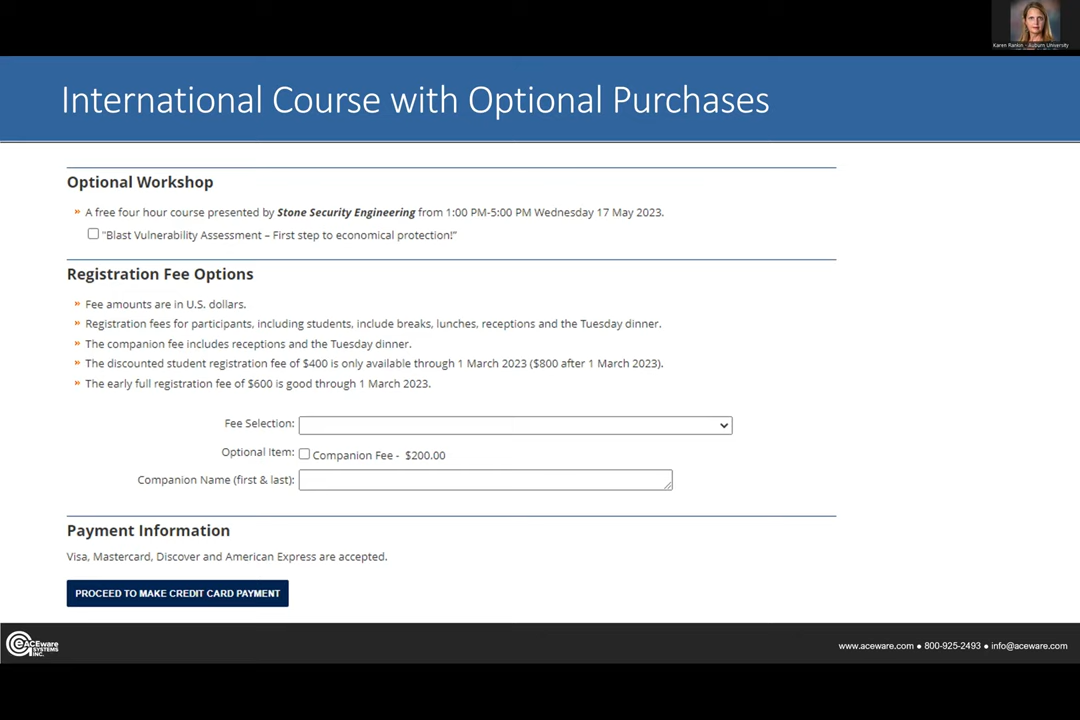 Karen Rankin - Auburn University
International Course with Optional Purchases
Optional Workshop
» A free four hour course presented by Stone Security Engineering from 1:00 PM-5:00 PM Wednesday 17 May 2023.
"Blast Vulnerability Assessment – First step to economical protection!"
Registration Fee Options
» Fee amounts are in U.S. dollars.
» Registration fees for participants, including students, include breaks, lunches, receptions and the Tuesday dinner.
» The companion fee includes receptions and the Tuesday dinner.
» The discounted student registration fee of $400 is only available through 1 March 2023 ($800 after 1 March 2023).
» The early full registration fee of $600 is good through 1 March 2023.
Fee Selection:
Optional Item: Companion Fee - $200.00
Companion Name (first & last):
Payment Information
Visa, Mastercard, Discover and American Express are accepted.
PROCEED TO MAKE CREDIT CARD PAYMENT
ACEware
SYSTEMS
INC.
www.aceware.com ● 800-925-2493 ● info@aceware.com